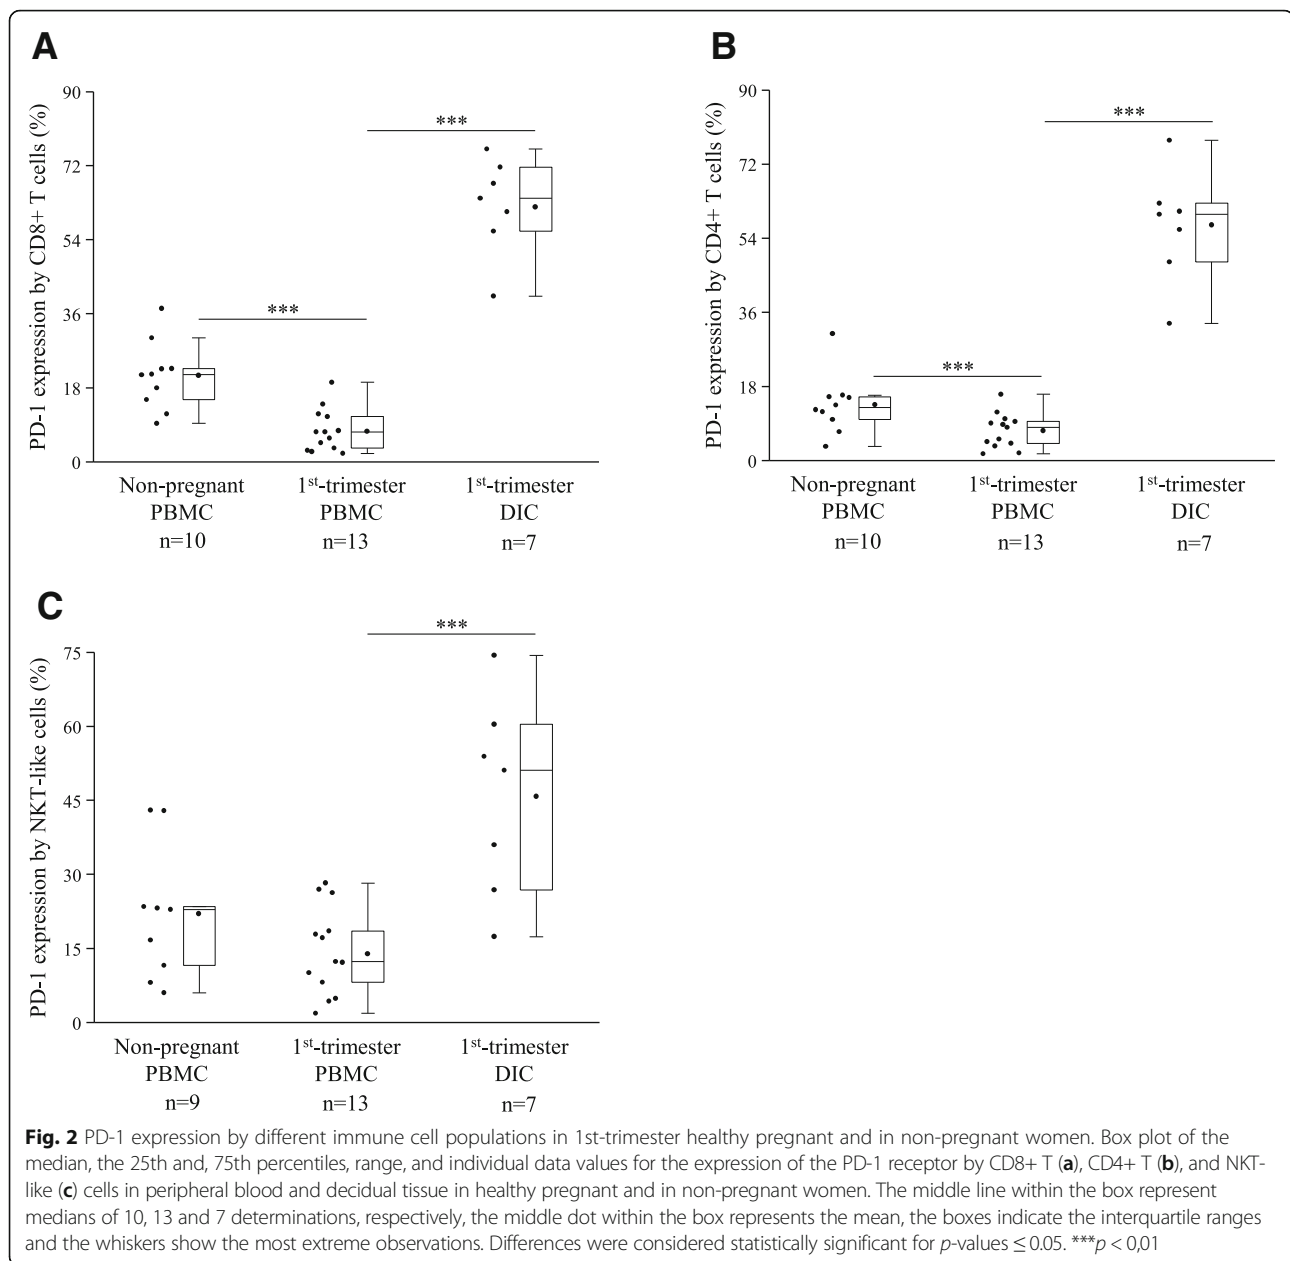 A
PD-1 expression by CD8+ T cells (%)
90
72
54
36
18
0
***
***
Non-pregnant
PBMC
n=10
1st-trimester
PBMC
n=13
1st-trimester
DIC
n=7
B
PD-1 expression by CD4+ T cells (%)
90
72
54
36
18
0
***
***
Non-pregnant
PBMC
n=10
1st-trimester
PBMC
n=13
1st-trimester
DIC
n=7
C
PD-1 expression by NKT-like cells (%)
75
60
45
30
15
0
***
Non-pregnant
PBMC
n=9
1st-trimester
PBMC
n=13
1st-trimester
DIC
n=7
Fig. 2 PD-1 expression by different immune cell populations in 1st-trimester healthy pregnant and in non-pregnant women. Box plot of the
median, the 25th and, 75th percentiles, range, and individual data values for the expression of the PD-1 receptor by CD8+ T (a), CD4+ T (b), and NKT-
like (c) cells in peripheral blood and decidual tissue in healthy pregnant and in non-pregnant women. The middle line within the box represent
medians of 10, 13 and 7 determinations, respectively, the middle dot within the box represents the mean, the boxes indicate the interquartile ranges
and the whiskers show the most extreme observations. Differences were considered statistically significant for p-values ≤ 0.05. ***p < 0,01